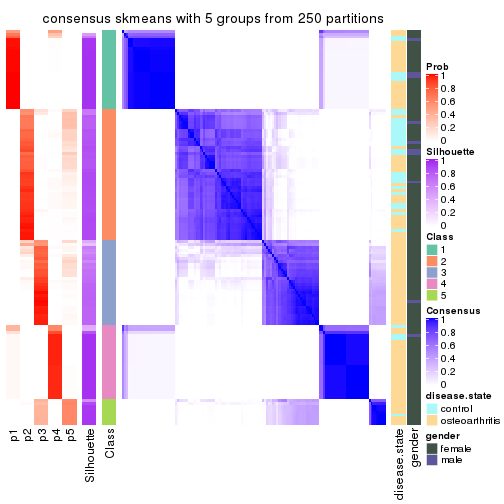 consensus skmeans with 5 groups from 250 partitions
Prob
1
0.8
0.6
0.4
0.2
0
Silhouette
1
0.8
0.6
0.4
0.2
0
Class
1
2
3
4
5
Consensus
1
0.8
0.6
0.4
0.2
0
disease.state
control
osteoarthritis
gender
female
male
p1
p2
p3
p4
p5
Silhouette
Class
disease.state
gender